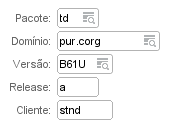 Pacote: td
Domínio: pur.corg
Versão: B61U
Release: a
Cliente: stnd